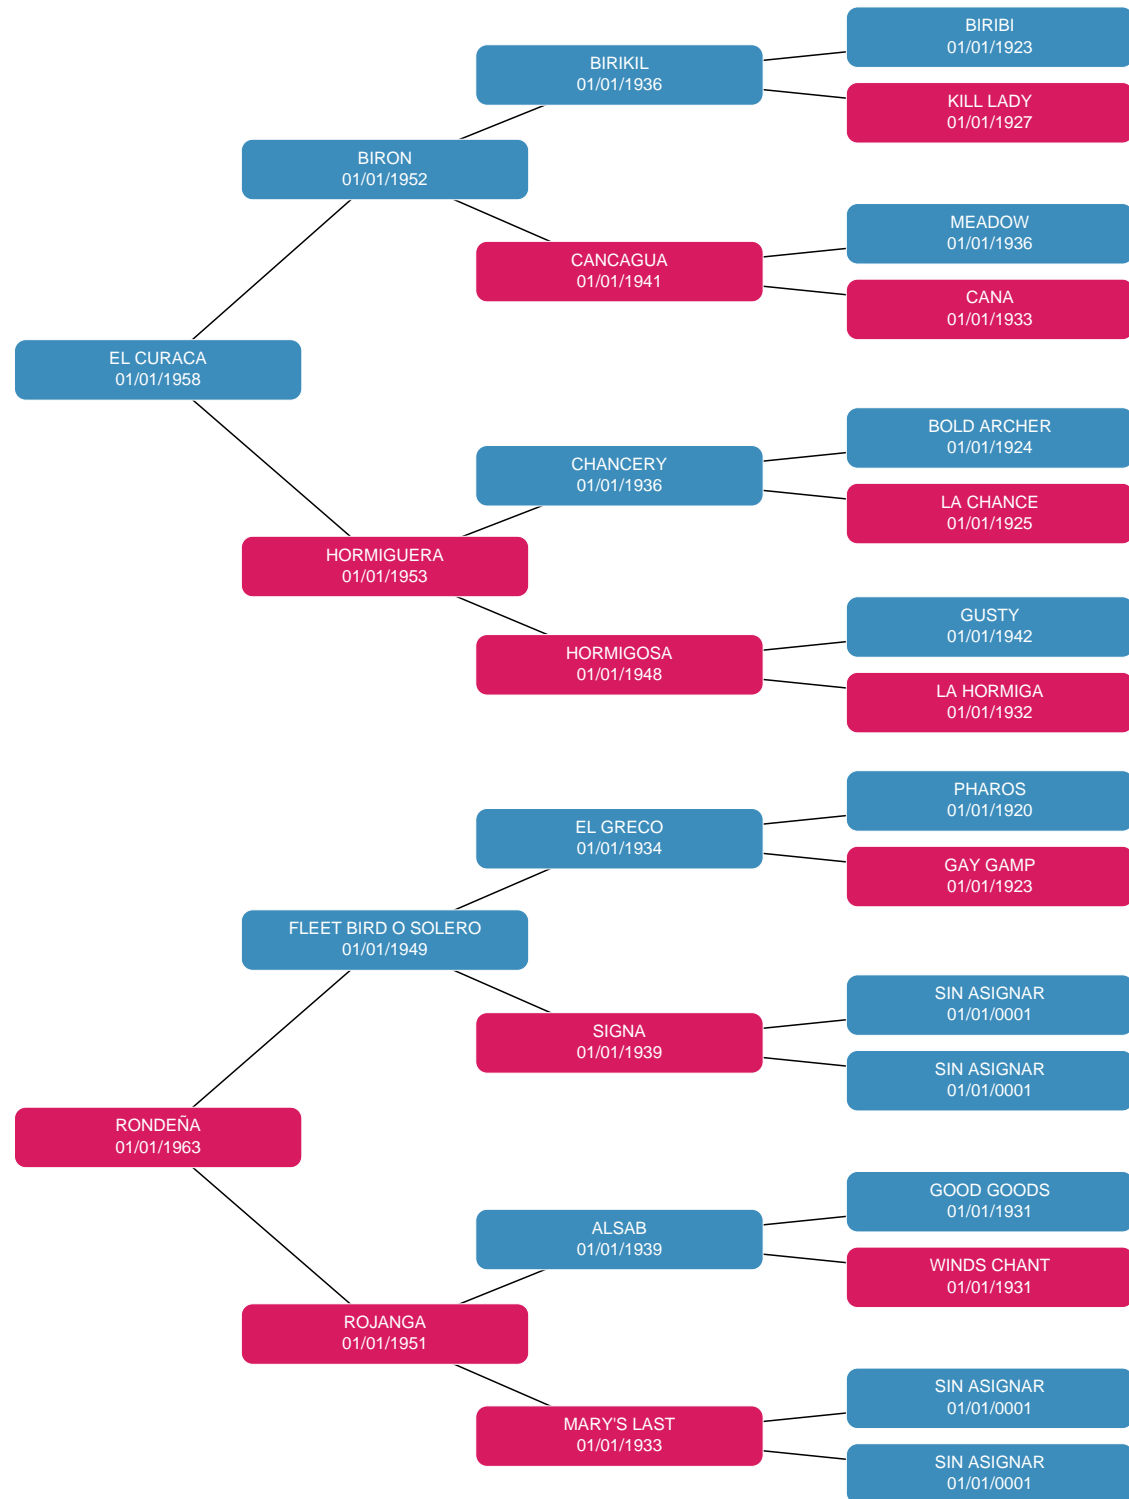 BIRIBI
01/01/1923
BIRIKIL
01/01/1936
KILL LADY
01/01/1927
BIRON
01/01/1952
MEADOW
01/01/1936
CANCAGUA
01/01/1941
CANA
01/01/1933
EL CURACA
01/01/1958
BOLD ARCHER
01/01/1924
CHANCERY
01/01/1936
LA CHANCE
01/01/1925
HORMIGUERA
01/01/1953
GUSTY
01/01/1942
HORMIGOSA
01/01/1948
LA HORMIGA
01/01/1932
PHAROS
01/01/1920
EL GRECO
01/01/1934
GAY GAMP
01/01/1923
FLEET BIRD O SOLERO
01/01/1949
SIN ASIGNAR
01/01/0001
SIGNA
01/01/1939
SIN ASIGNAR
01/01/0001
RONDEÑA
01/01/1963
GOOD GOODS
01/01/1931
ALSAB
01/01/1939
WINDS CHANT
01/01/1931
ROJANGA
01/01/1951
SIN ASIGNAR
01/01/0001
MARY'S LAST
01/01/1933
SIN ASIGNAR
01/01/0001